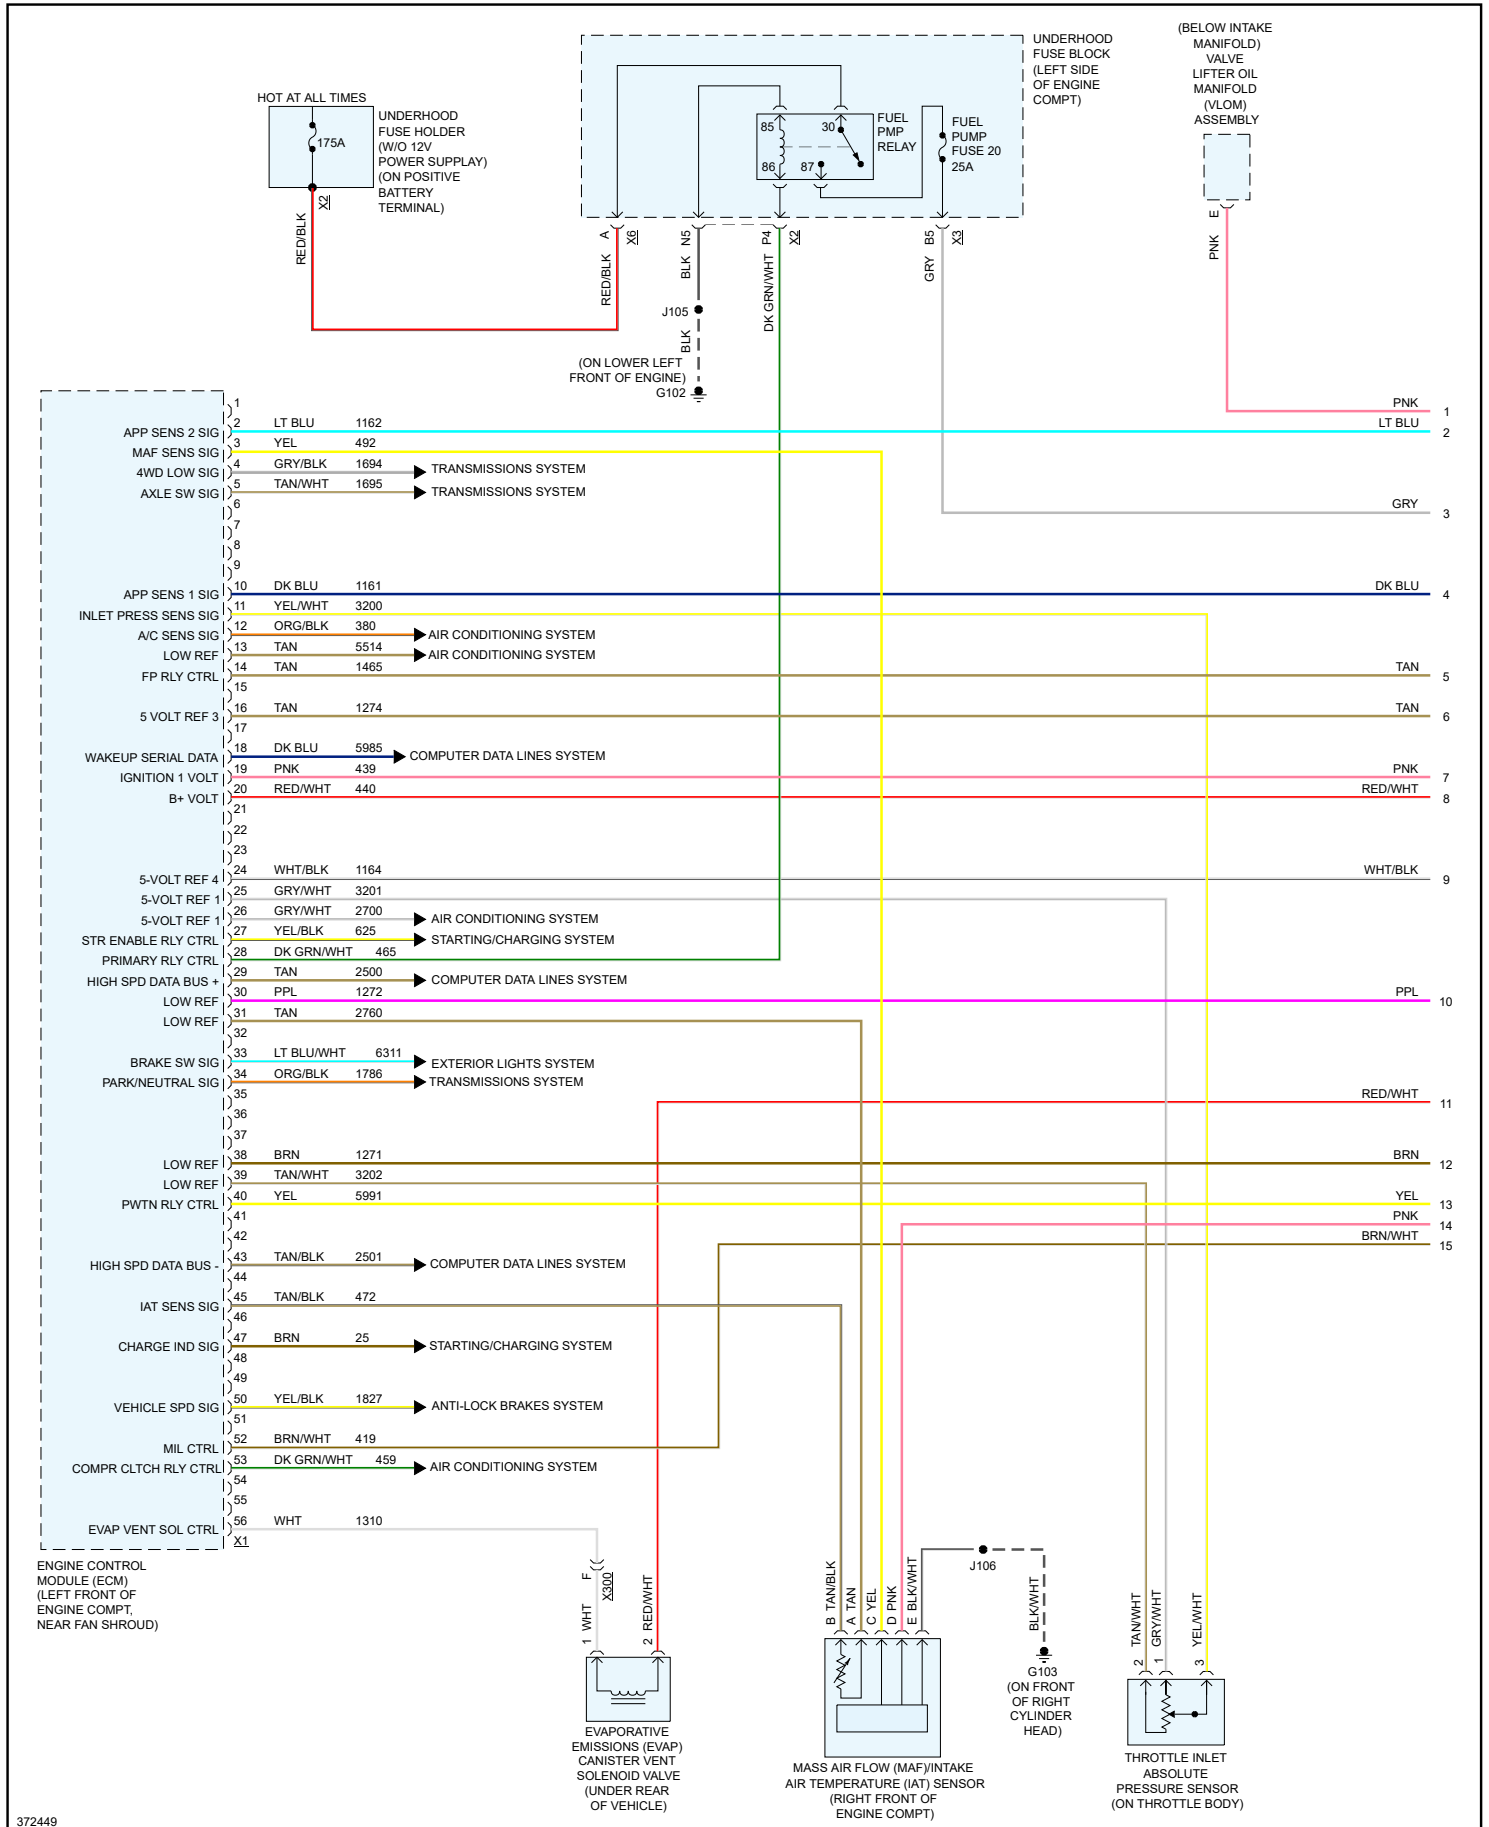 HOT AT ALL TIMES
175A
UNDERHOOD
FUSE HOLDER
(W/O 12V
POWER SUPPLAY)
(ON POSITIVE
BATTERY
TERMINAL)
X2
RED/BLK
UNDERHOOD
FUSE BLOCK
(LEFT SIDE
OF ENGINE
COMPT)
85
30
86
87
FUEL
PMP
RELAY
FUEL
PUMP
FUSE 20
25A
A
X6
N5
P4
X2
B5
X3
RED/BLK
BLK
DK GRN/WHT
GRY
J105
BLK
(ON LOWER LEFT
FRONT OF ENGINE)
G102
(BELOW INTAKE
MANIFOLD)
VALVE
LIFTER OIL
MANIFOLD
(VLOM)
ASSEMBLY
E
PNK
PNK 1
1
APP SENS 2 SIG 2 LT BLU 1162 LT BLU 2
MAF SENS SIG 3 YEL 492
4WD LOW SIG 4 GRY/BLK 1694 TRANSMISSIONS SYSTEM
AXLE SW SIG 5 TAN/WHT 1695 TRANSMISSIONS SYSTEM
6
GRY 3
7
8
9
APP SENS 1 SIG 10 DK BLU 1161 DK BLU 4
INLET PRESS SENS SIG 11 YEL/WHT 3200
A/C SENS SIG 12 ORG/BLK 380 AIR CONDITIONING SYSTEM
LOW REF 13 TAN 5514 AIR CONDITIONING SYSTEM
FP RLY CTRL 14 TAN 1465 TAN 5
15
5 VOLT REF 3 16 TAN 1274 TAN 6
17
WAKEUP SERIAL DATA 18 DK BLU 5985 COMPUTER DATA LINES SYSTEM
IGNITION 1 VOLT 19 PNK 439 PNK 7
B+ VOLT 20 RED/WHT 440 RED/WHT 8
21
22
23
5-VOLT REF 4 24 WHT/BLK 1164 WHT/BLK 9
5-VOLT REF 1 25 GRY/WHT 3201
5-VOLT REF 1 26 GRY/WHT 2700 AIR CONDITIONING SYSTEM
STR ENABLE RLY CTRL 27 YEL/BLK 625 STARTING/CHARGING SYSTEM
PRIMARY RLY CTRL 28 DK GRN/WHT 465
HIGH SPD DATA BUS + 29 TAN 2500 COMPUTER DATA LINES SYSTEM
LOW REF 30 PPL 1272 PPL 10
LOW REF 31 TAN 2760
32
BRAKE SW SIG 33 LT BLU/WHT 6311 EXTERIOR LIGHTS SYSTEM
PARK/NEUTRAL SIG 34 ORG/BLK 1786 TRANSMISSIONS SYSTEM
35
RED/WHT 11
36
37
LOW REF 38 BRN 1271 BRN 12
LOW REF 39 TAN/WHT 3202
PWTN RLY CTRL 40 YEL 5991 YEL 13
41
PNK 14
42
BRN/WHT 15
HIGH SPD DATA BUS - 43 TAN/BLK 2501 COMPUTER DATA LINES SYSTEM
44
IAT SENS SIG 45 TAN/BLK 472
46
CHARGE IND SIG 47 BRN 25 STARTING/CHARGING SYSTEM
48
49
VEHICLE SPD SIG 50 YEL/BLK 1827 ANTI-LOCK BRAKES SYSTEM
51
MIL CTRL 52 BRN/WHT 419
COMPR CLTCH RLY CTRL 53 DK GRN/WHT 459 AIR CONDITIONING SYSTEM
54
55
EVAP VENT SOL CTRL 56 WHT 1310
X1
ENGINE CONTROL
MODULE (ECM)
(LEFT FRONT OF
ENGINE COMPT,
NEAR FAN SHROUD)
F
X300
1 WHT
2 RED/WHT
EVAPORATIVE
EMISSIONS (EVAP)
CANISTER VENT
SOLENOID VALVE
(UNDER REAR
OF VEHICLE)
B TAN/BLK
A TAN
C YEL
D PNK
E BLK/WHT
MASS AIR FLOW (MAF)/INTAKE
AIR TEMPERATURE (IAT) SENSOR
(RIGHT FRONT OF
ENGINE COMPT)
J106
BLK/WHT
G103
(ON FRONT
OF RIGHT
CYLINDER
HEAD)
2 TAN/WHT
1 GRY/WHT
3 YEL/WHT
THROTTLE INLET
ABSOLUTE
PRESSURE SENSOR
(ON THROTTLE BODY)
372449